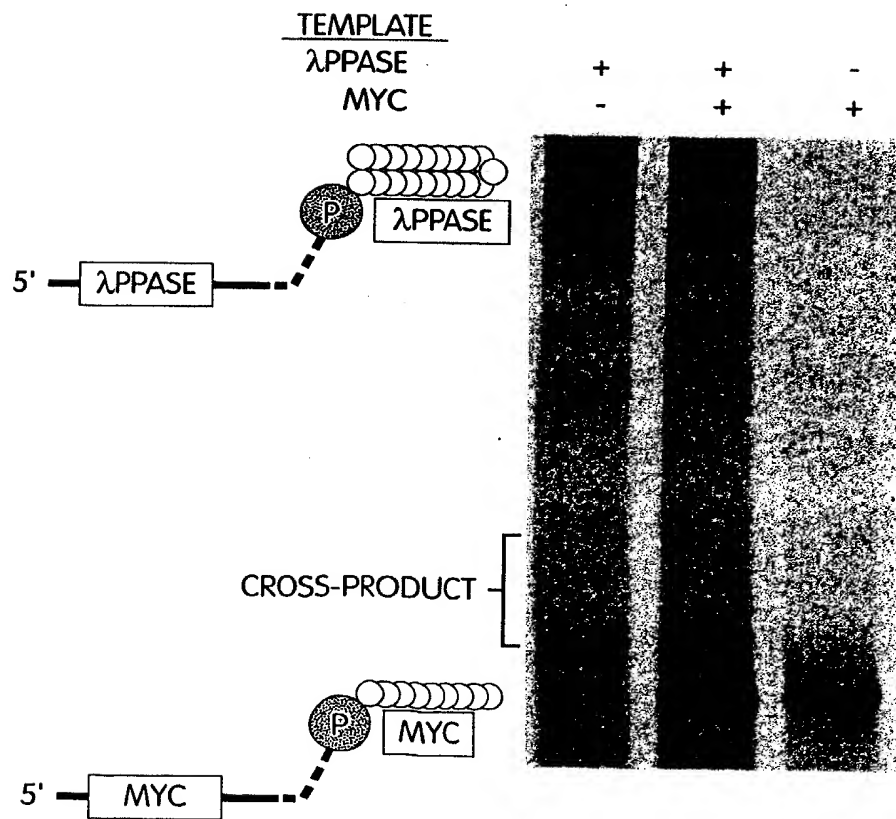 TEMPLATE
λPPASE + + -
MYC - + +
P
λPPASE
5' λPPASE
CROSS-PRODUCT
P
MYC
5' MYC